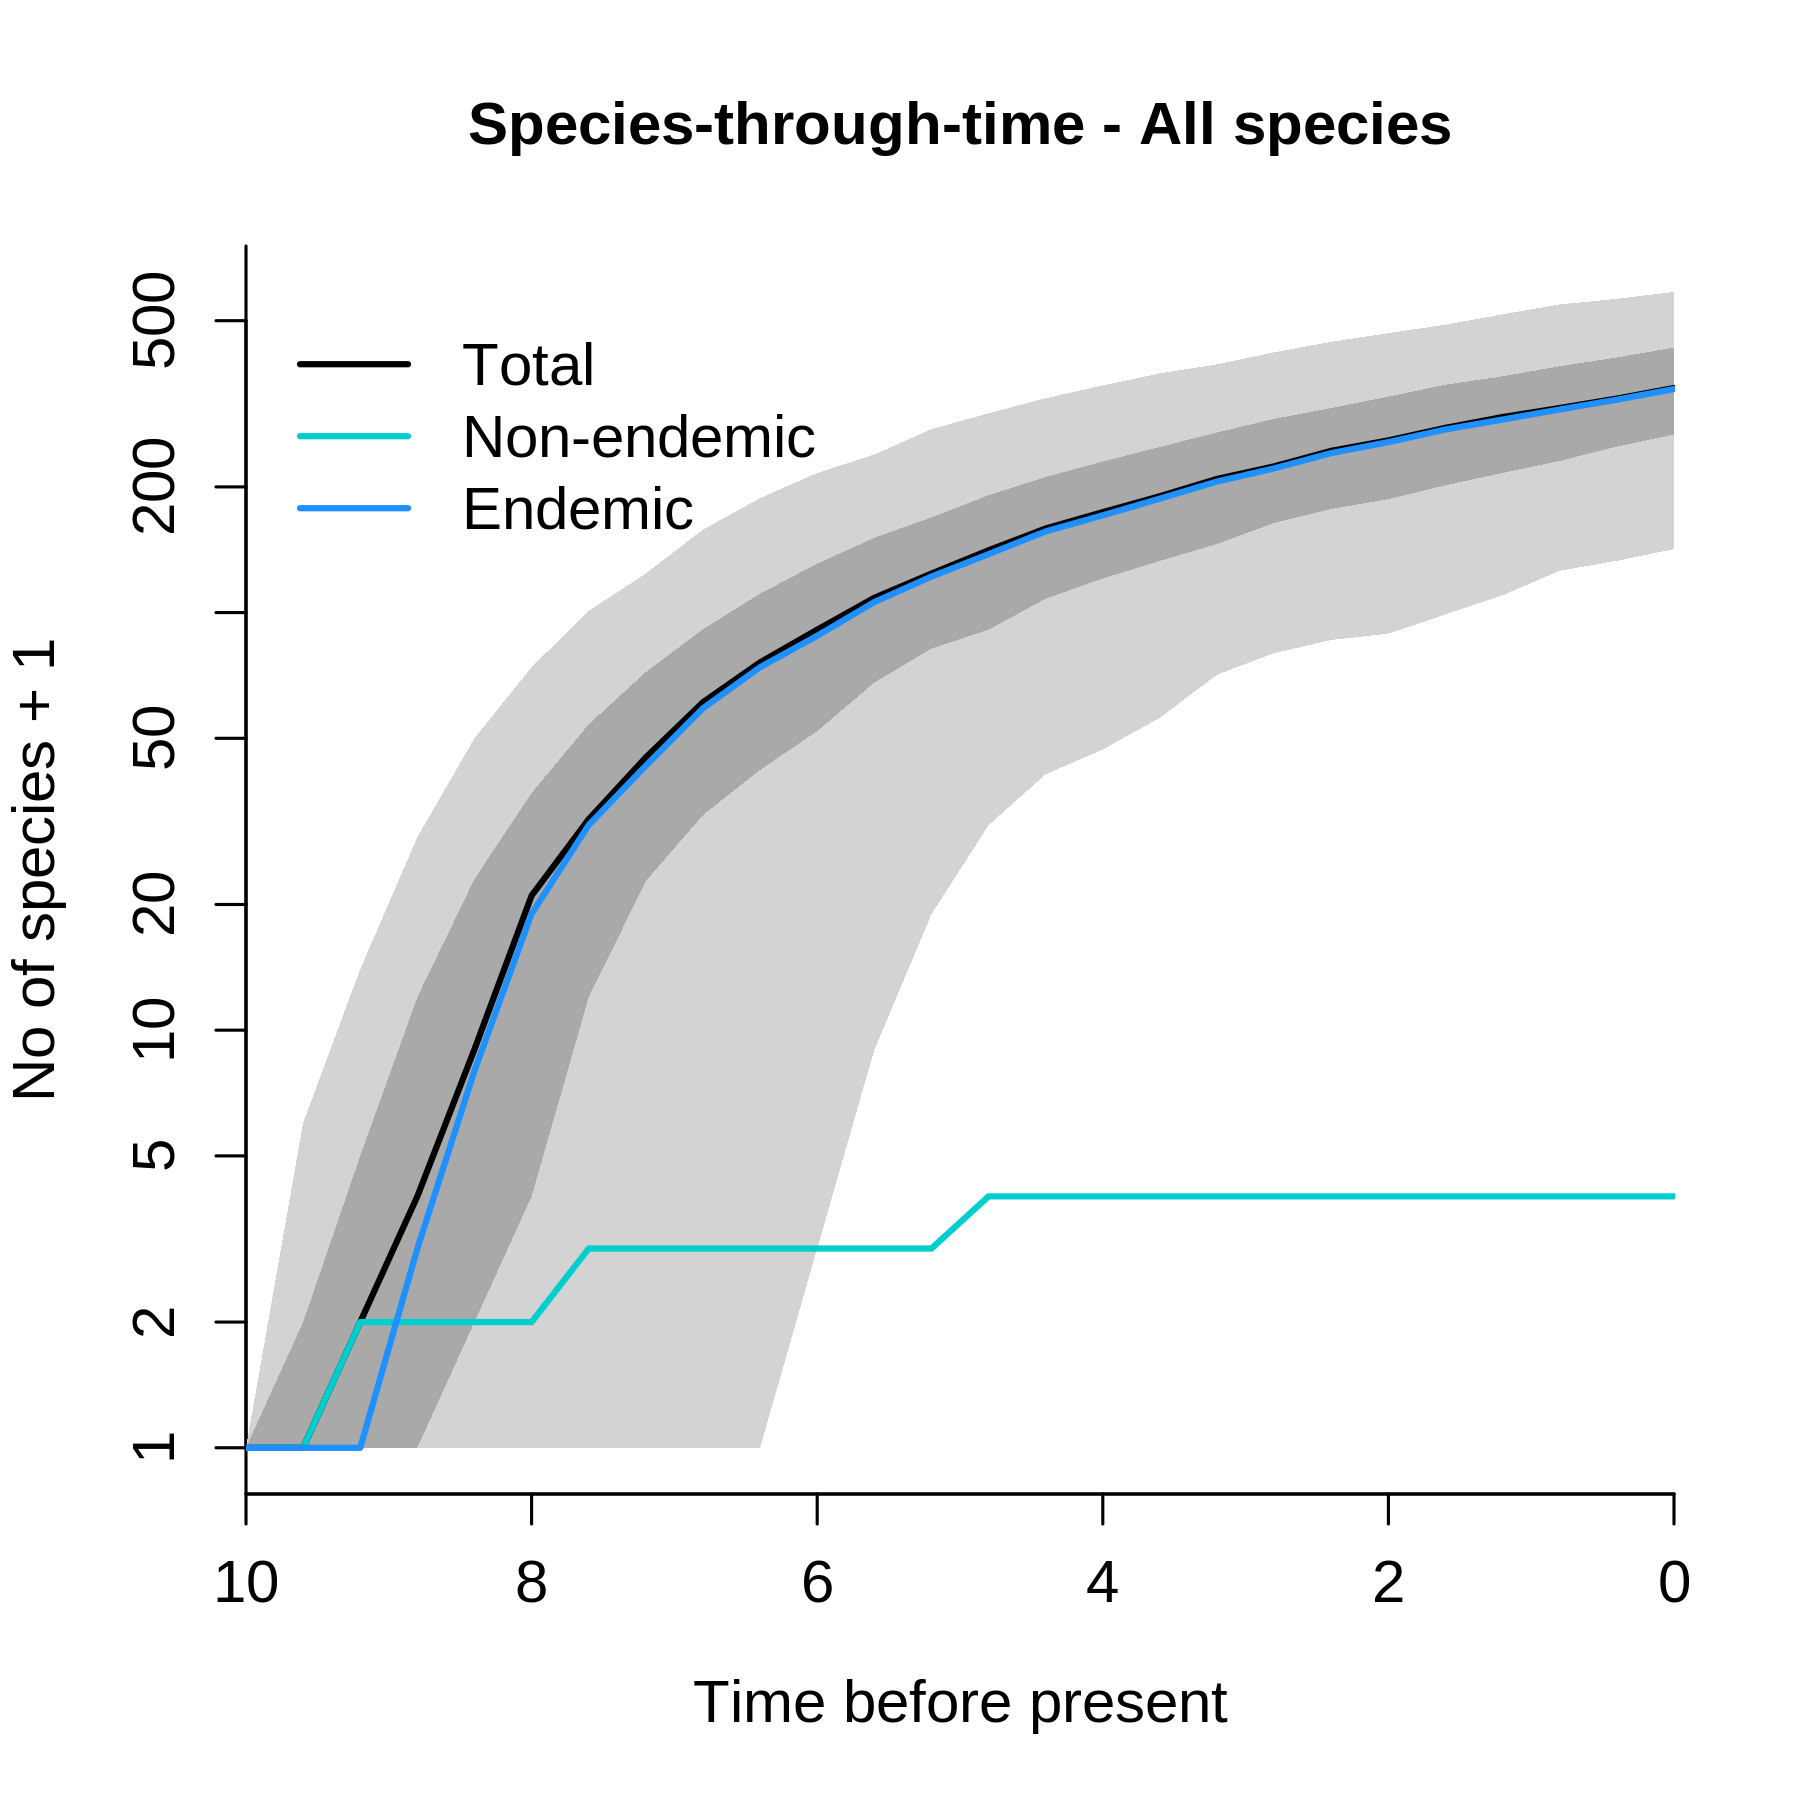 Species-through-time - All species
Total
Non-endemic
Endemic
No of species + 1
500
200
50
20
10
5
2
1
10 8 6 4 2 0
Time before present